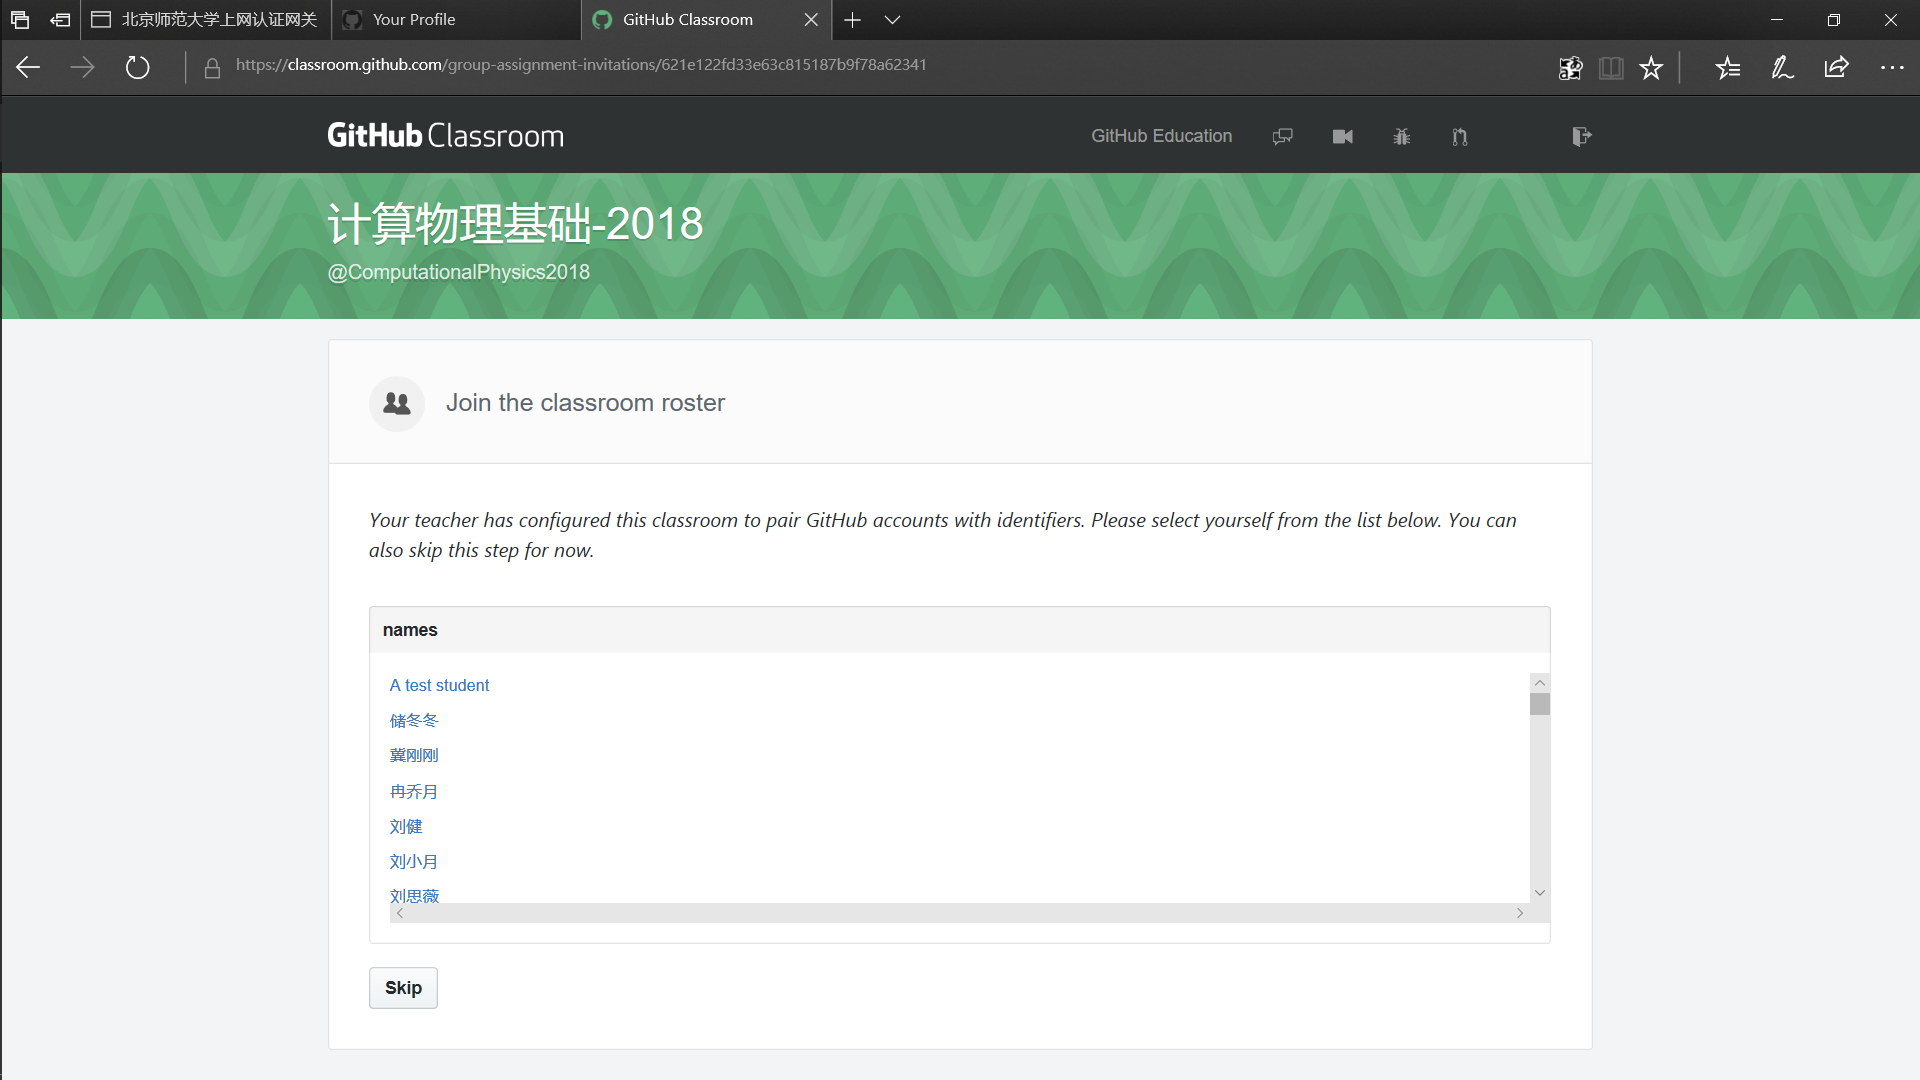 北京师范大学上网认证网关
Your Profile
GitHub Classroom
https://classroom.github.com/group-assignment-invitations/621e122fd33e63c815187b9f78a62341
GitHub Classroom
GitHub Education
计算物理基础-2018
@ComputationalPhysics2018
Join the classroom roster
Your teacher has configured this classroom to pair GitHub accounts with identifiers. Please select yourself from the list below. You can
also skip this step for now.
names
A test student
储冬冬
冀刚刚
冉乔月
刘健
刘小月
刘思薇
Skip